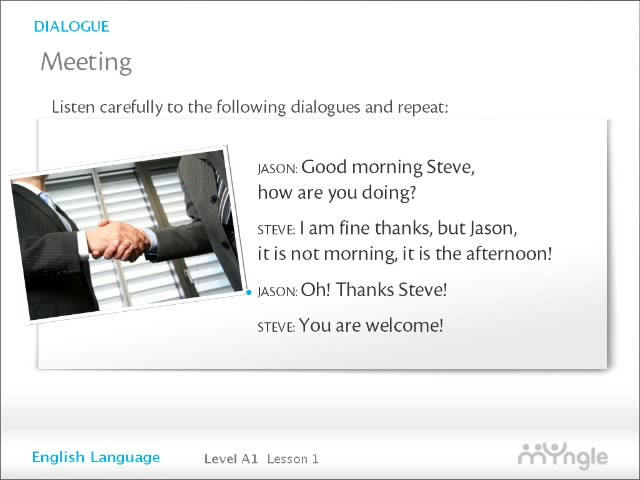 DIALOGUE
Meeting
Listen carefully to the following dialogues and repeat:
JASON: Good morning Steve,
how are you doing?
STEVE: I am fine thanks, but Jason,
it is not morning, it is the afternoon!
JASON: Oh! Thanks Steve!
STEVE: You are welcome!
English Language
Level A1 Lesson 1
myngle